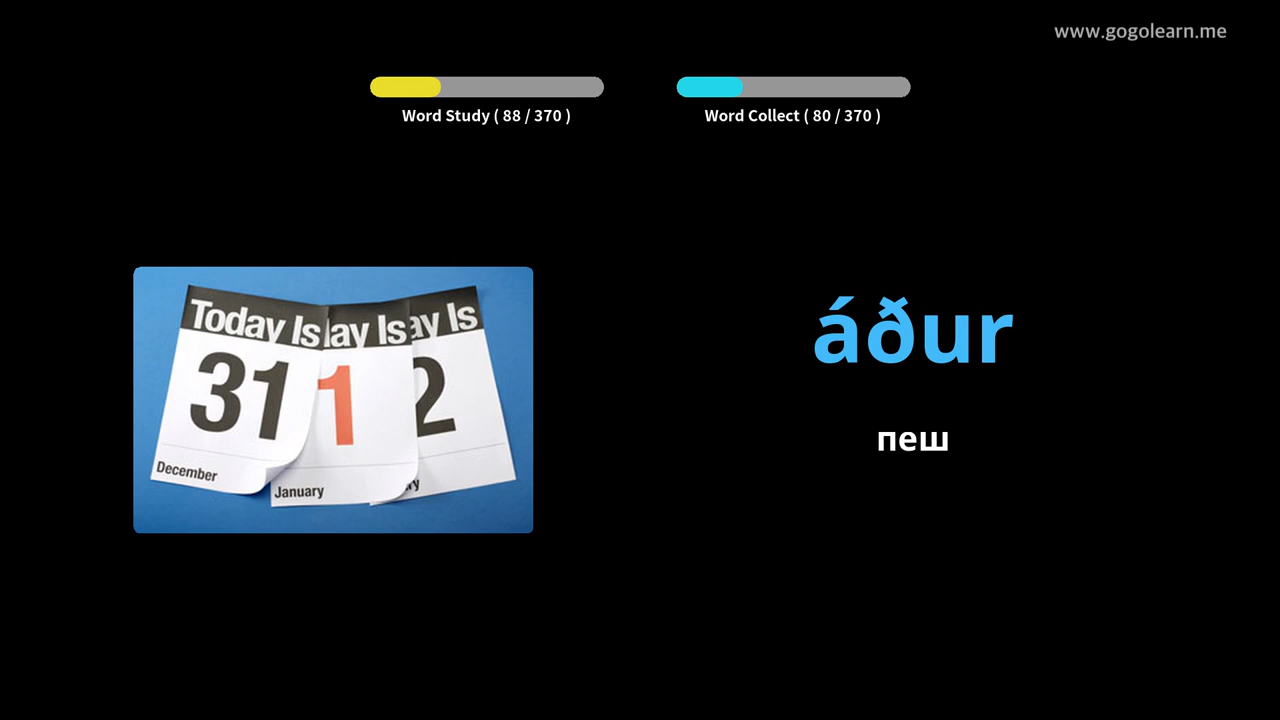 www.gogolearn.me
Word Study ( 88 / 370 )
Word Collect ( 80 / 370 )
Today Is
ay Is
ay Is
31
1
2
December
January
ry
áður
пеш